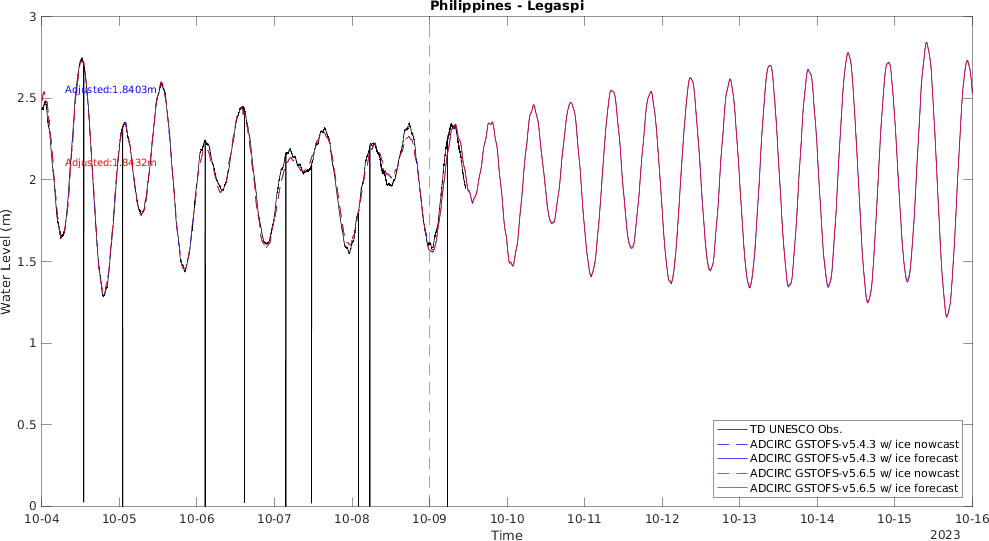 Philippines - Legaspi
3
2.5
2
1.5
1
0.5
0
Water Level (m)
Adjusted:1.8403m
Adjusted:1.8432m
TD UNESCO Obs.
ADCIRC GSTOFS-v5.4.3 w/ ice nowcast
ADCIRC GSTOFS-v5.4.3 w/ ice forecast
ADCIRC GSTOFS-v5.6.5 w/ ice nowcast
ADCIRC GSTOFS-v5.6.5 w/ ice forecast
10-04 10-05 10-06 10-07 10-08 10-09 10-10 10-11 10-12 10-13 10-14 10-15 10-16
Time
2023